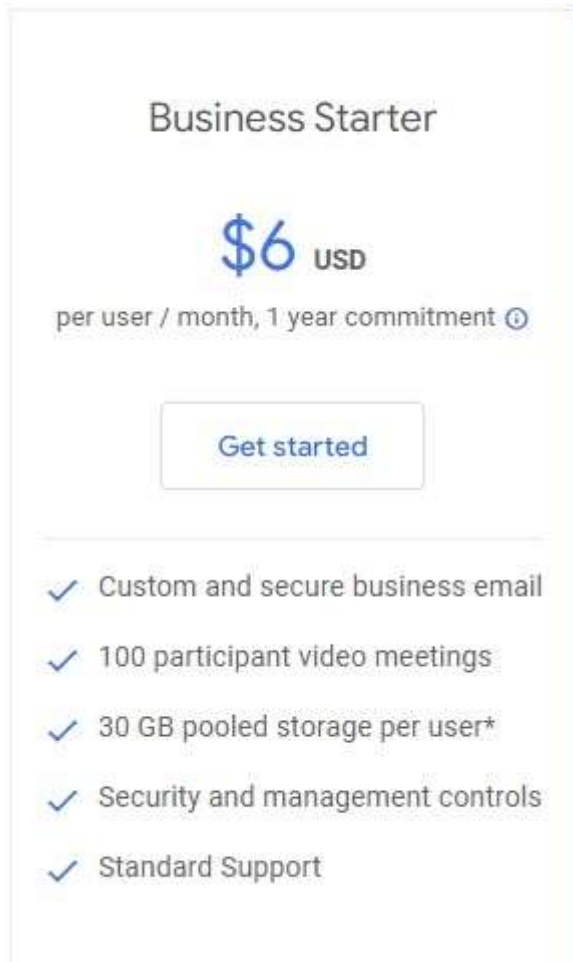 Business Starter
$6 USD
per user / month, 1 year commitment
Get started
Custom and secure business email
100 participant video meetings
30 GB pooled storage per user*
Security and management controls
Standard Support